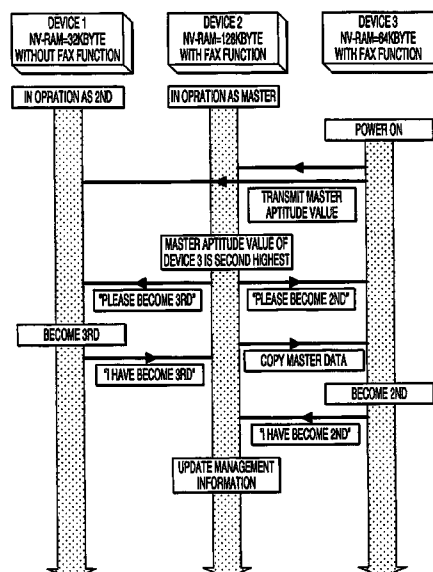 DEVICE 1
NV-RAM=32KBYTE
WITHOUT FAX FUNCTION
DEVICE 2
NV-RAM=128KBYTE
WITH FAX FUNCTION
DEVICE 3
NV-RAM=64KBYTE
WITH FAX FUNCTION
IN OPRATION AS 2ND
IN OPRATION AS MASTER
POWER ON
TRANSMIT MASTER
APTITUDE VALUE
MASTER APTITUDE VALUE OF
DEVICE 3 IS SECOND HIGHEST
"PLEASE BECOME 3RD"
"PLEASE BECOME 2ND"
BECOME 3RD
"I HAVE BECOME 3RD"
COPY MASTER DATA
BECOME 2ND
"I HAVE BECOME 2ND"
UPDATE MANAGEMENT
INFORMATION